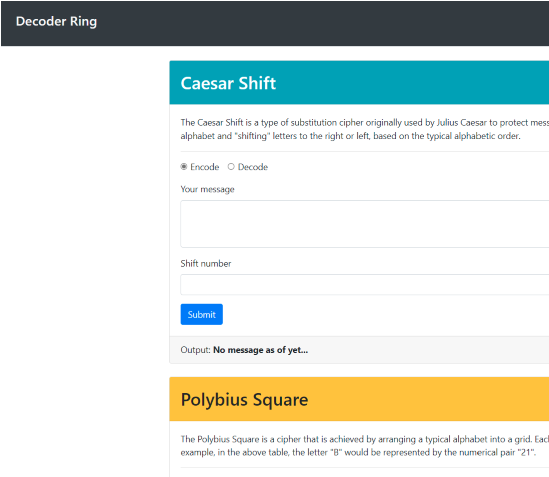 Decoder Ring
Caesar Shift
The Caesar Shift is a type of substitution cipher originally used by Julius Caesar to protect
alphabet and "shifting" letters to the right or left, based on the typical alphabetic order.
Encode Decode
Your message
Shift number
Submit
Output: No message as of yet...
Polybius Square
The Polybius Square is a cipher that is achieved by arranging a typical alphabet into a grid.
example, in the above table, the letter "B" would be represented by the numerical pair "21".